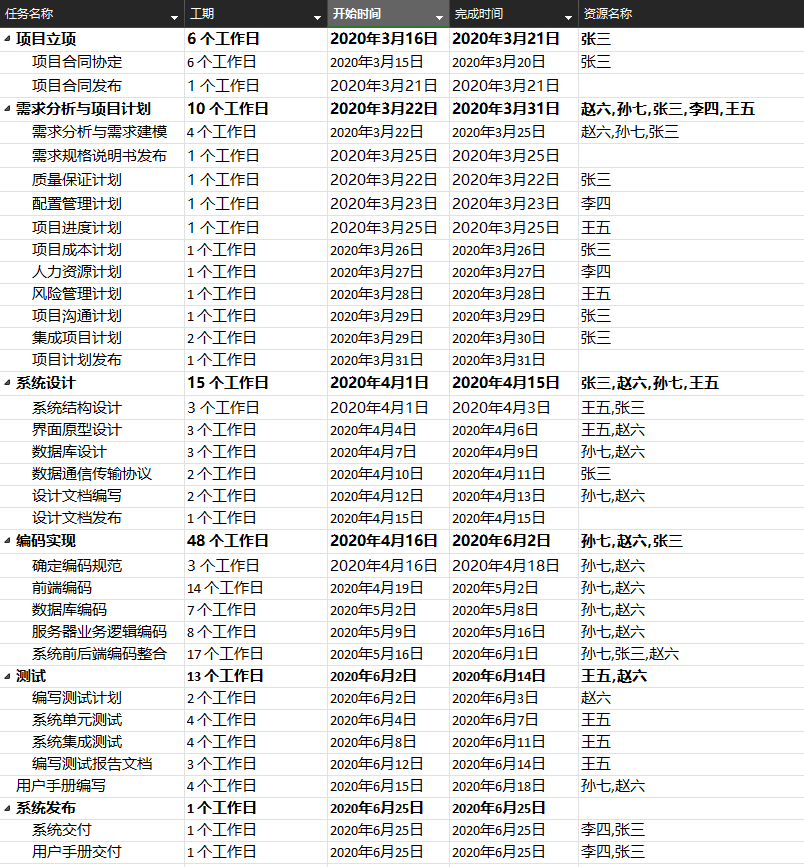 任务名称 工期 开始时间 完成时间 资源名称
项目立项 6 个工作日 2020年3月16日 2020年3月21日 张三
项目合同协定 6 个工作日 2020年3月15日 2020年3月20日 张三
项目合同发布 1 个工作日 2020年3月21日 2020年3月21日
需求分析与项目计划 10 个工作日 2020年3月22日 2020年3月31日 赵六,孙七,张三,李四,王五
需求分析与需求建模 4 个工作日 2020年3月22日 2020年3月25日 赵六,孙七,张三
需求规格说明书发布 1 个工作日 2020年3月25日 2020年3月25日
质量保证计划 1 个工作日 2020年3月22日 2020年3月22日 张三
配置管理计划 1 个工作日 2020年3月23日 2020年3月23日 李四
项目进度计划 1 个工作日 2020年3月25日 2020年3月25日 王五
项目成本计划 1 个工作日 2020年3月26日 2020年3月26日 张三
人力资源计划 1 个工作日 2020年3月27日 2020年3月27日 李四
风险管理计划 1 个工作日 2020年3月28日 2020年3月28日 王五
项目沟通计划 1 个工作日 2020年3月29日 2020年3月29日 张三
集成项目计划 2 个工作日 2020年3月29日 2020年3月30日 张三
项目计划发布 1 个工作日 2020年3月31日 2020年3月31日
系统设计 15 个工作日 2020年4月1日 2020年4月15日 张三,赵六,孙七,王五
系统结构设计 3 个工作日 2020年4月1日 2020年4月3日 王五,张三
界面原型设计 3 个工作日 2020年4月4日 2020年4月6日 王五,赵六
数据库设计 3 个工作日 2020年4月7日 2020年4月9日 孙七,赵六
数据通信传输协议 2 个工作日 2020年4月10日 2020年4月11日 张三
设计文档编写 2 个工作日 2020年4月12日 2020年4月13日 孙七,赵六
设计文档发布 1 个工作日 2020年4月15日 2020年4月15日
编码实现 48 个工作日 2020年4月16日 2020年6月2日 孙七,赵六,张三
确定编码规范 3 个工作日 2020年4月16日 2020年4月18日 孙七,赵六
前端编码 14 个工作日 2020年4月19日 2020年5月2日 孙七,赵六
数据库编码 7 个工作日 2020年5月2日 2020年5月8日 孙七,赵六
服务器业务逻辑编码 8 个工作日 2020年5月9日 2020年5月16日 孙七,赵六
系统前后端编码整合 17 个工作日 2020年5月16日 2020年6月1日 孙七,张三,赵六
测试 13 个工作日 2020年6月2日 2020年6月14日 王五,赵六
编写测试计划 2 个工作日 2020年6月2日 2020年6月3日 赵六
系统单元测试 4 个工作日 2020年6月4日 2020年6月7日 王五
系统集成测试 4 个工作日 2020年6月8日 2020年6月11日 王五
编写测试报告文档 3 个工作日 2020年6月12日 2020年6月14日 王五
用户手册编写 4 个工作日 2020年6月15日 2020年6月18日 孙七,赵六
系统发布 1 个工作日 2020年6月25日 2020年6月25日
系统交付 1 个工作日 2020年6月25日 2020年6月25日 李四,张三
用户手册交付 1 个工作日 2020年6月25日 2020年6月25日 李四,张三